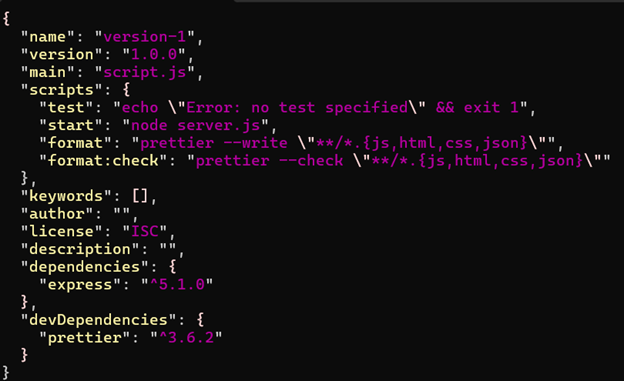 {
  "name": "version-1",
  "version": "1.0.0",
  "main": "script.js",
  "scripts": {
    "test": "echo \"Error: no test specified\" && exit 1",
    "start": "node server.js",
    "format": "prettier --write \"**/*.{js,html,css,json}\"",
    "format:check": "prettier --check \"**/*.{js,html,css,json}\""
  },
  "keywords": [],
  "author": "",
  "license": "ISC",
  "description": "",
  "dependencies": {
    "express": "^5.1.0"
  },
  "devDependencies": {
    "prettier": "^3.6.2"
  }
}